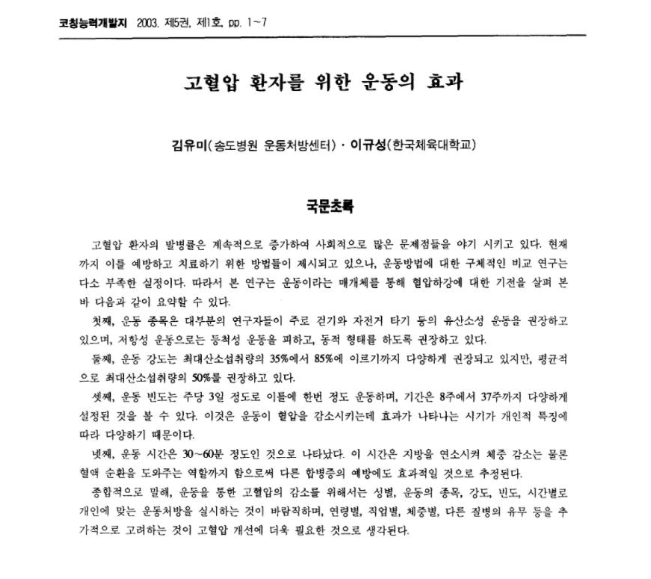 코칭능력개발지 2003. 제5권, 제1호, pp. 1~7
고혈압 환자를 위한 운동의 효과
김유미(송도병원 운동처방센터)·이규성(한국체육대학교)
국문초록
고혈압 환자의 발병률은 계속적으로 증가하여 사회적으로 많은 문제점들을 야기 시키고 있다. 현재
까지 이를 예방하고 치료하기 위한 방법들이 제시되고 있으나, 운동방법에 대한 구체적인 비교 연구는
다소 부족한 실정이다. 따라서 본 연구는 운동이라는 매개체를 통해 혈압하강에 대한 기전을 살펴 본
바 다음과 같이 요약할 수 있다.
첫째, 운동 종목은 대부분의 연구자들이 주로 걷기와 자전거 타기 등의 유산소성 운동을 권장하고
있으며, 저항성 운동으로는 등척성 운동을 피하고, 동적 형태를 하도록 권장하고 있다.
둘째, 운동 강도는 최대산소섭취량의 35%에서 85%에 이르기까지 다양하게 권장되고 있지만, 평균적
으로 최대산소섭취량의 50%를 권장하고 있다.
셋째, 운동 빈도는 주당 3일 정도로 이틀에 한번 정도 운동하며, 기간은 8주에서 37주까지 다양하게
설정된 것을 볼 수 있다. 이것은 운동이 혈압을 감소시키는데 효과가 나타나는 시기가 개인적 특징에
따라 다양하기 때문이다.
넷째, 운동 시간은 30~60분 정도인 것으로 나타났다. 이 시간은 지방을 연소시켜 체중 감소는 물론
혈액 순환을 도와주는 역할까지 함으로써 다른 합병증의 예방에도 효과적일 것으로 추정된다.
종합적으로 말해, 운동을 통한 고혈압의 감소를 위해서는 성별, 운동의 종목, 강도, 빈도, 시간별로
개인에 맞는 운동처방을 실시하는 것이 바람직하며, 연령별, 직업별, 체중별, 다른 질병의 유무 등을 추
가적으로 고려하는 것이 고혈압 개선에 더욱 필요한 것으로 생각된다.